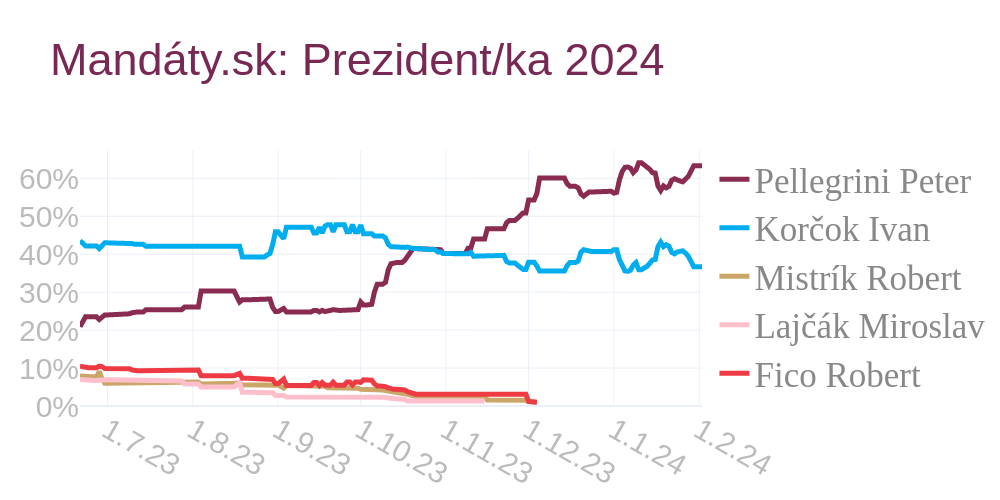 Mandáty.sk: Prezident/ka 2024
60%
50%
40%
30%
20%
10%
0%
1.7.23
1.8.23
1.9.23
1.10.23
1.11.23
1.12.23
1.1.24
1.2.24
Pellegrini Peter
Korčok Ivan
Mistrík Robert
Lajčák Miroslav
Fico Robert